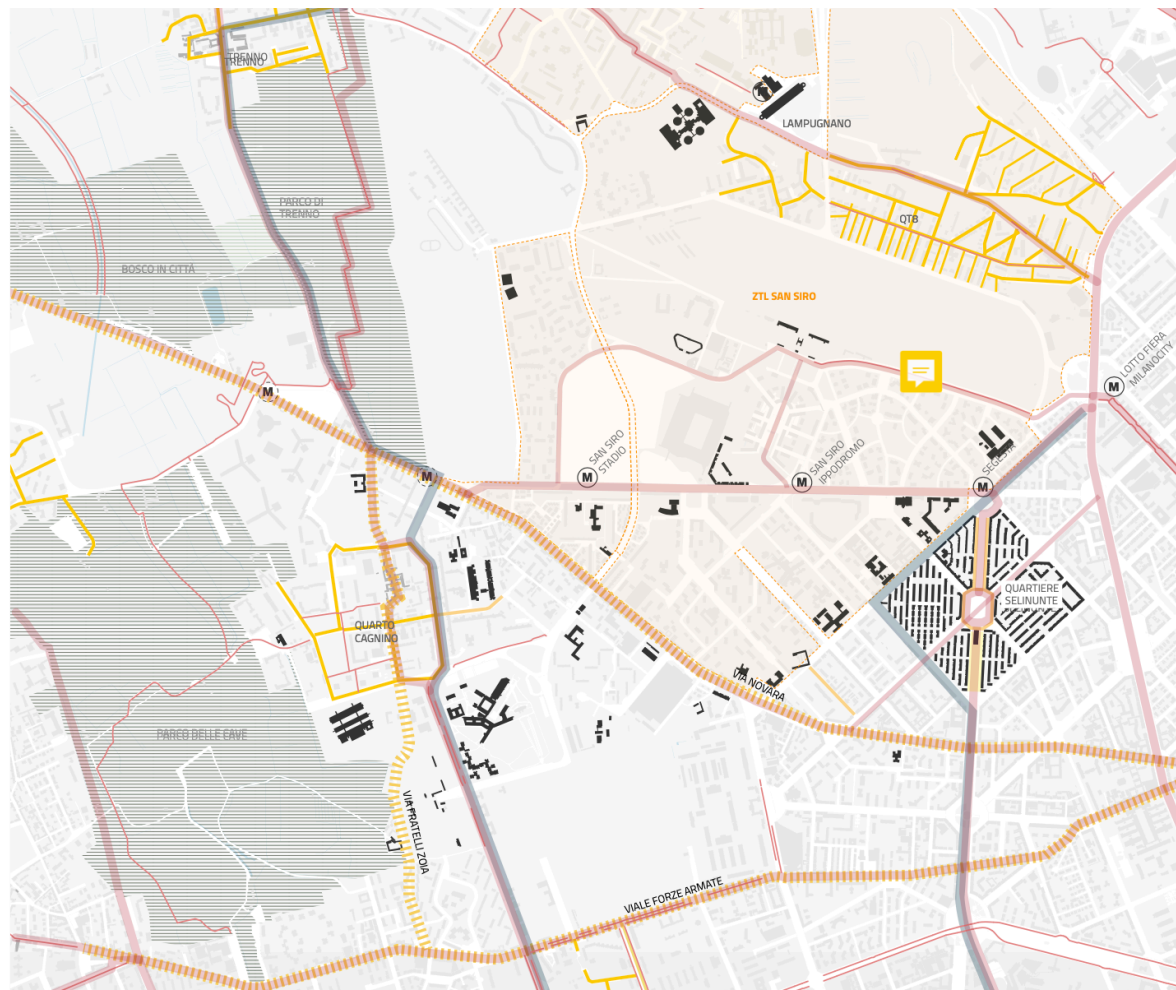 TRENNO
TRENNO
LAMPUGNANO
PARCO DI
TRENNO
QT8
BOSCO IN CITTÀ
ZTL SAN SIRO
LOTTO FIERA
MILANOCITY
M
M
M
SAN SIRO
STADIO
M
SAN SIRO
IPPODROMO
M
SEGESTA
M
QUARTIERE
SELINUNTE
QUARTO
CAGNINO
VIA NOVARA
PARCO DELLE CAVE
VIA FRATELLI ZOIA
VIALE FORZE ARMATE